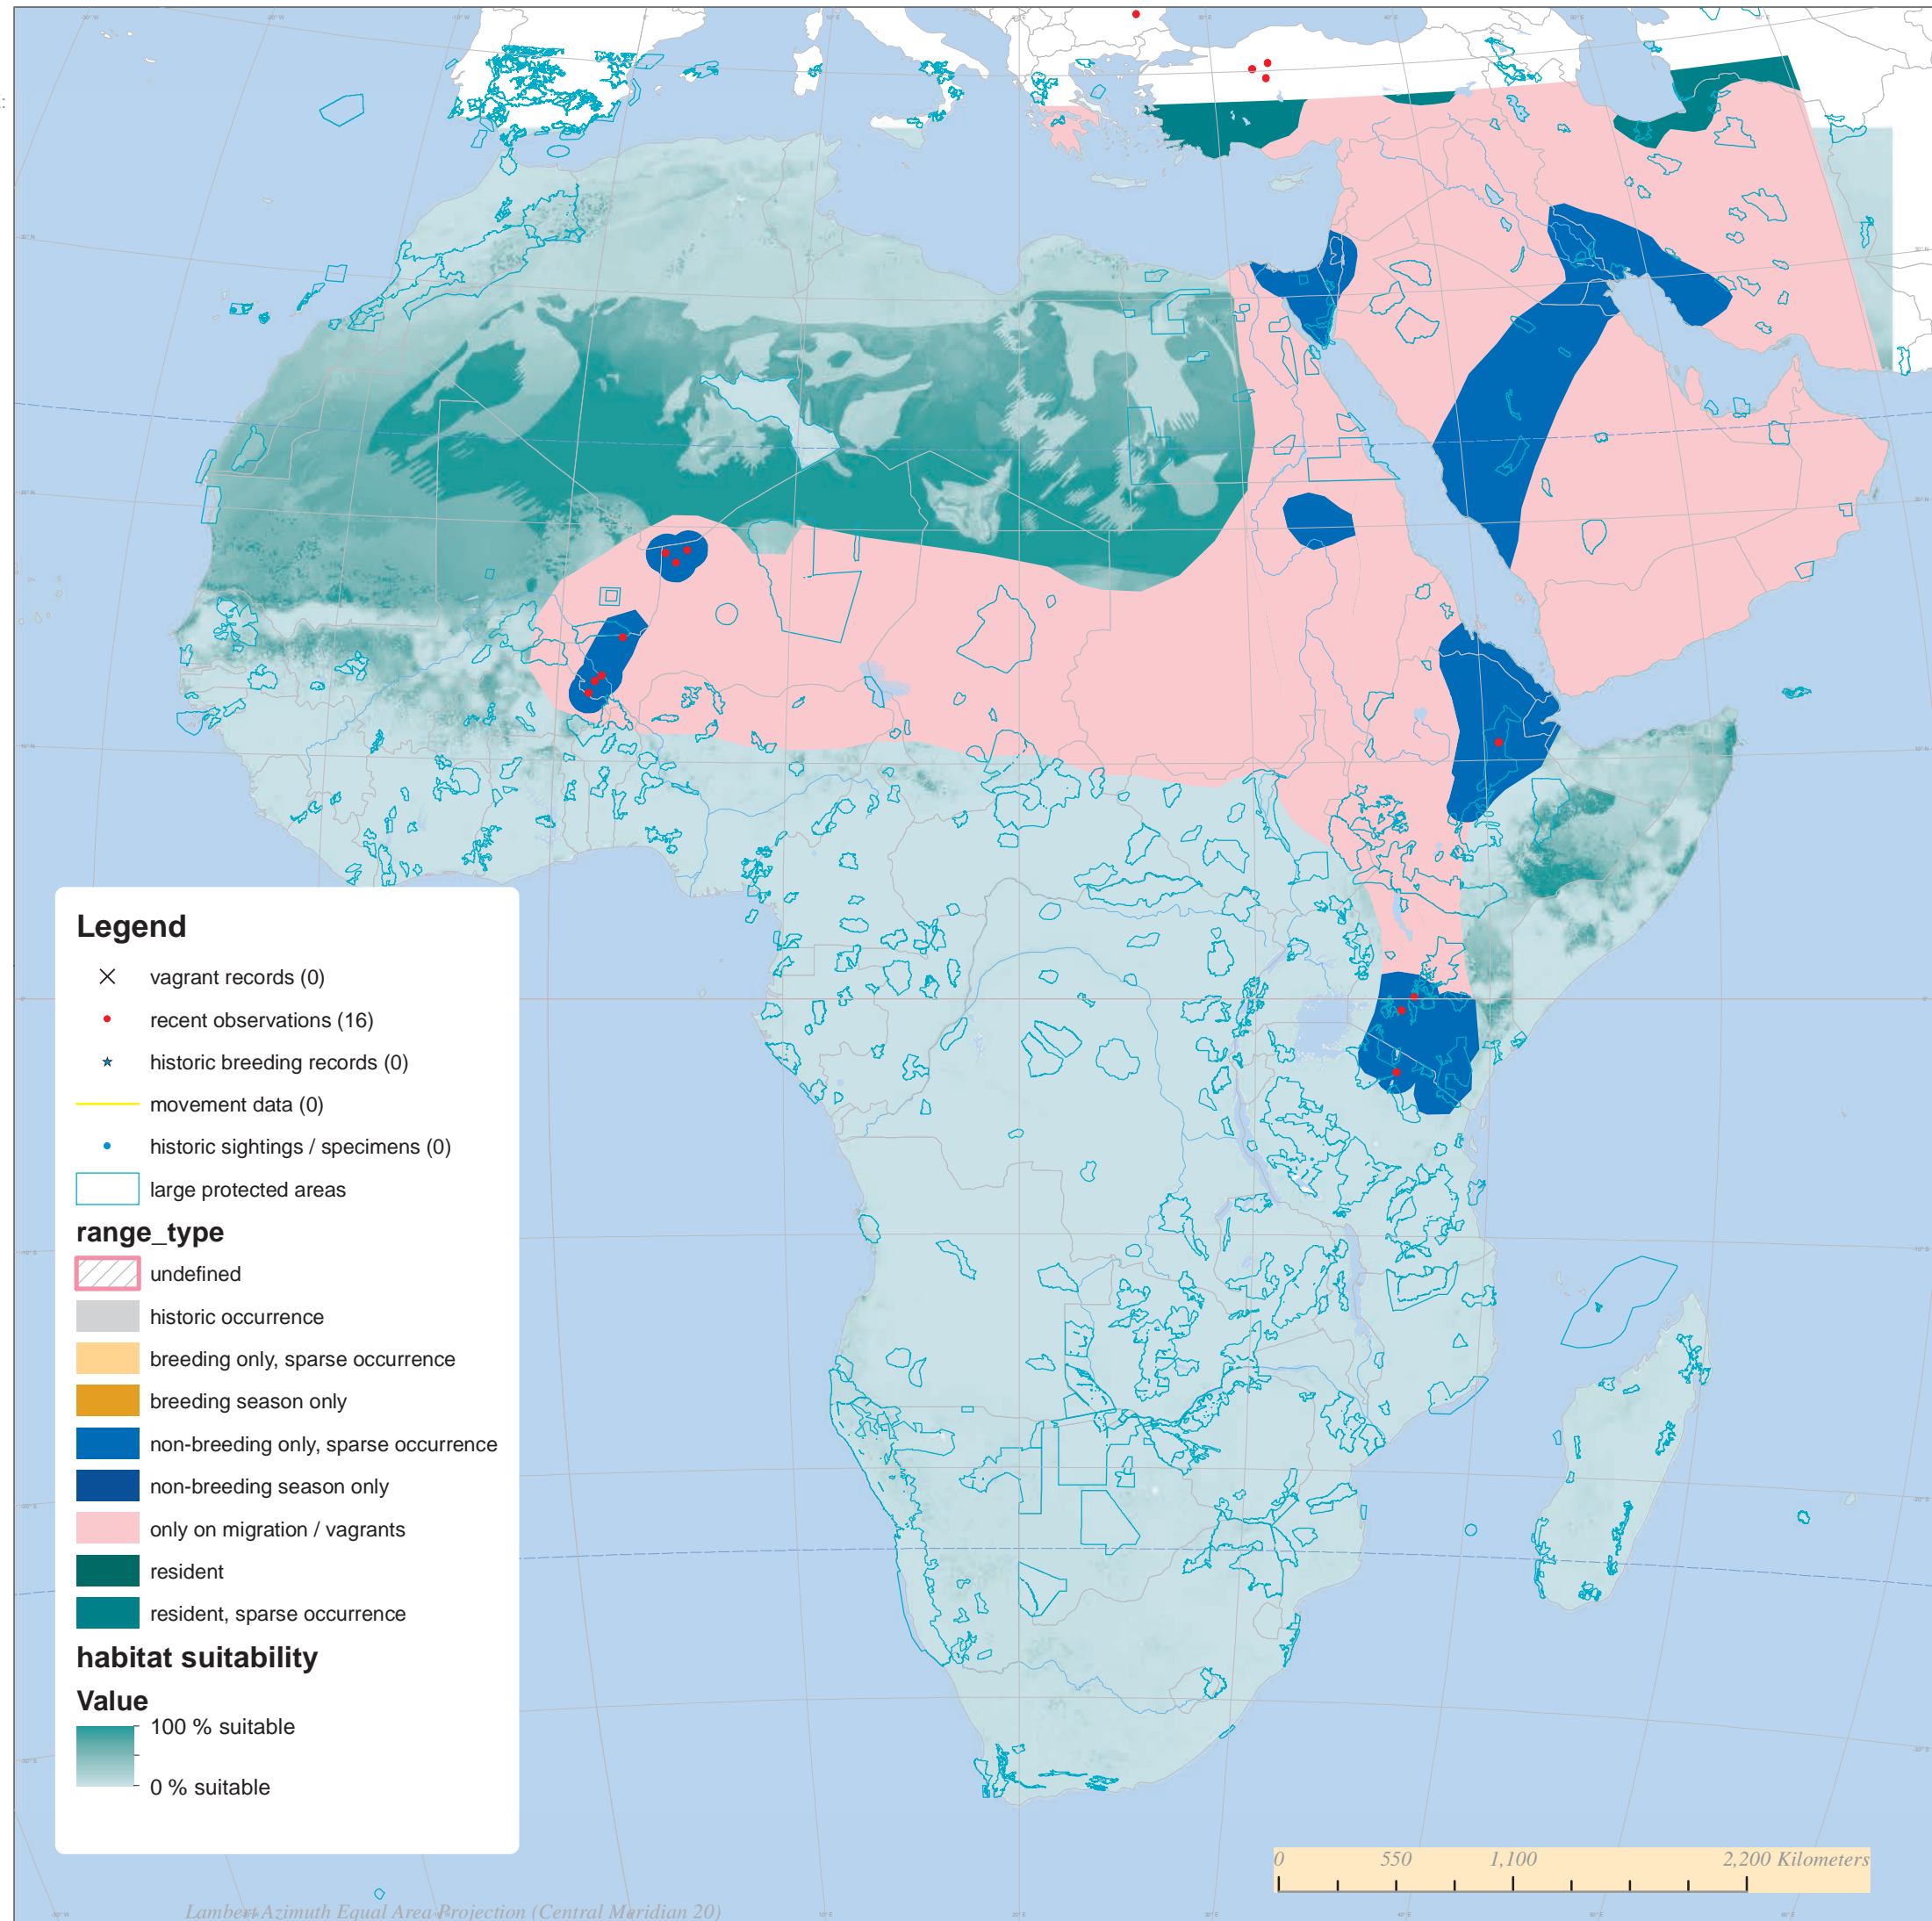 Legend
vagrant records (0)
recent observations (16)
historic breeding records (0)
movement data (0)
historic sightings / specimens (0)
large protected areas
range_type
undefined
historic occurrence
breeding only, sparse occurrence
breeding season only
non-breeding only, sparse occurrence
non-breeding season only
only on migration / vagrants
resident
resident, sparse occurrence
habitat suitability
Value
100 % suitable
0 % suitable
0 550 1,100 2,200 Kilometers
Lambert Azimuth Equal Area Projection (Central Meridian 20)